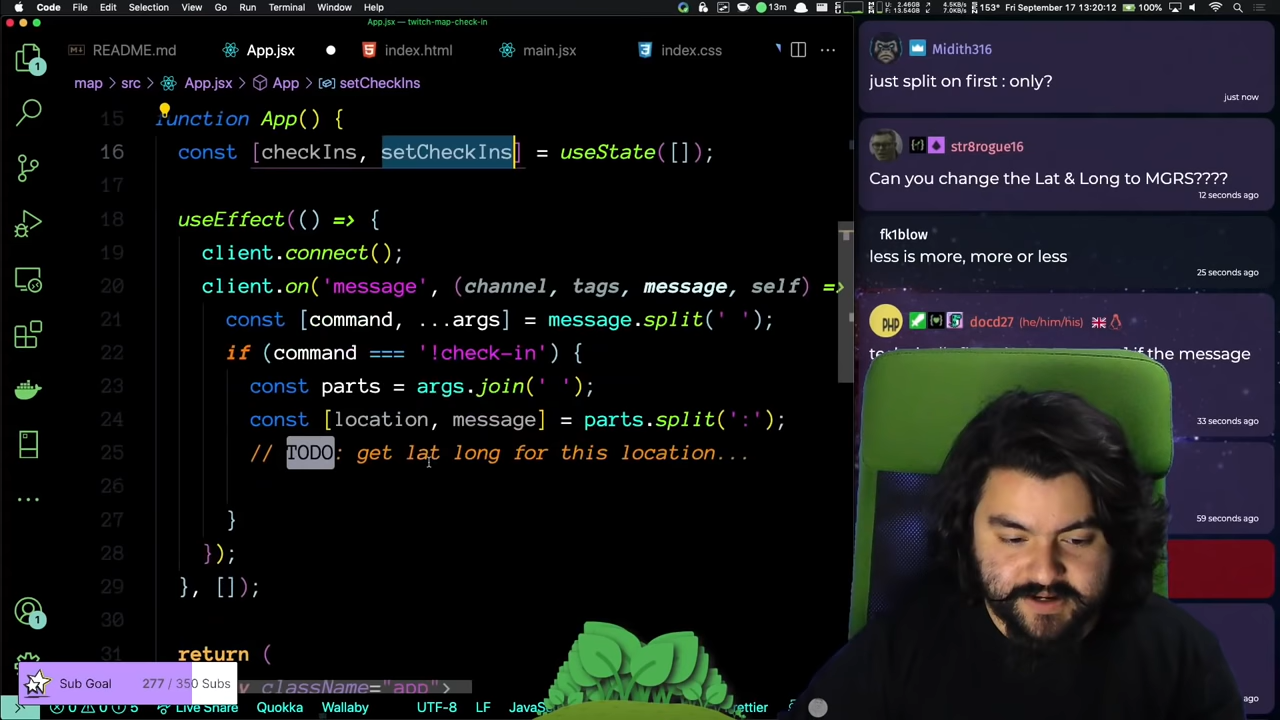 Code File Edit Selection View Go Run Terminal Window Help
13m
153° Fri September 17 13:20:12 100%
App.jsx — twitch-map-check-in
README.md App.jsx index.html main.jsx index.css
map > src > App.jsx > App > setCheckIns
15 function App() {
16 const [checkIns, setCheckIns] = useState([]);
17
18 useEffect(() => {
19 client.connect();
20 client.on('message', (channel, tags, message, self) =>
21 const [command, ...args] = message.split(' ');
22 if (command === '!check-in') {
23 const parts = args.join(' ');
24 const [location, message] = parts.split(':');
25 // TODO: get lat long for this location...
26
27 }
28 });
29 }, []);
30
31 return (
className="app">
Sub Goal 277 / 350 Subs
Live Share Quokka Wallaby UTF-8 LF
Midith316
just split on first : only?
just now
str8rogue16
Can you change the Lat & Long to MGRS????
12 seconds ago
fk1blow
less is more, more or less
25 seconds ago
PHP docd27 (he/him/his)
if the message
33 seconds ago
59 seconds ago
ago
ago